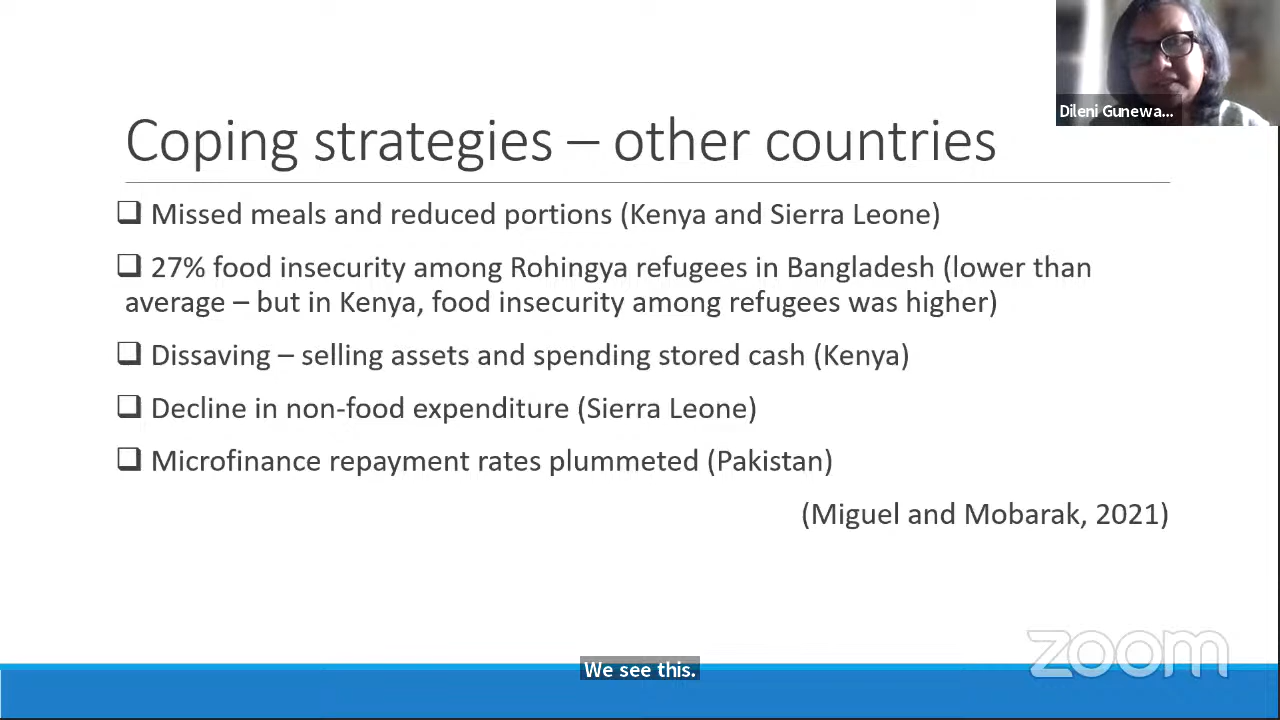 Dileni Gunewa...
Coping strategies – other countries
❑ Missed meals and reduced portions (Kenya and Sierra Leone)
❑ 27% food insecurity among Rohingya refugees in Bangladesh (lower than
average – but in Kenya, food insecurity among refugees was higher)
❑ Dissaving – selling assets and spending stored cash (Kenya)
❑ Decline in non-food expenditure (Sierra Leone)
❑ Microfinance repayment rates plummeted (Pakistan)
(Miguel and Mobarak, 2021)
zoom
We see this.